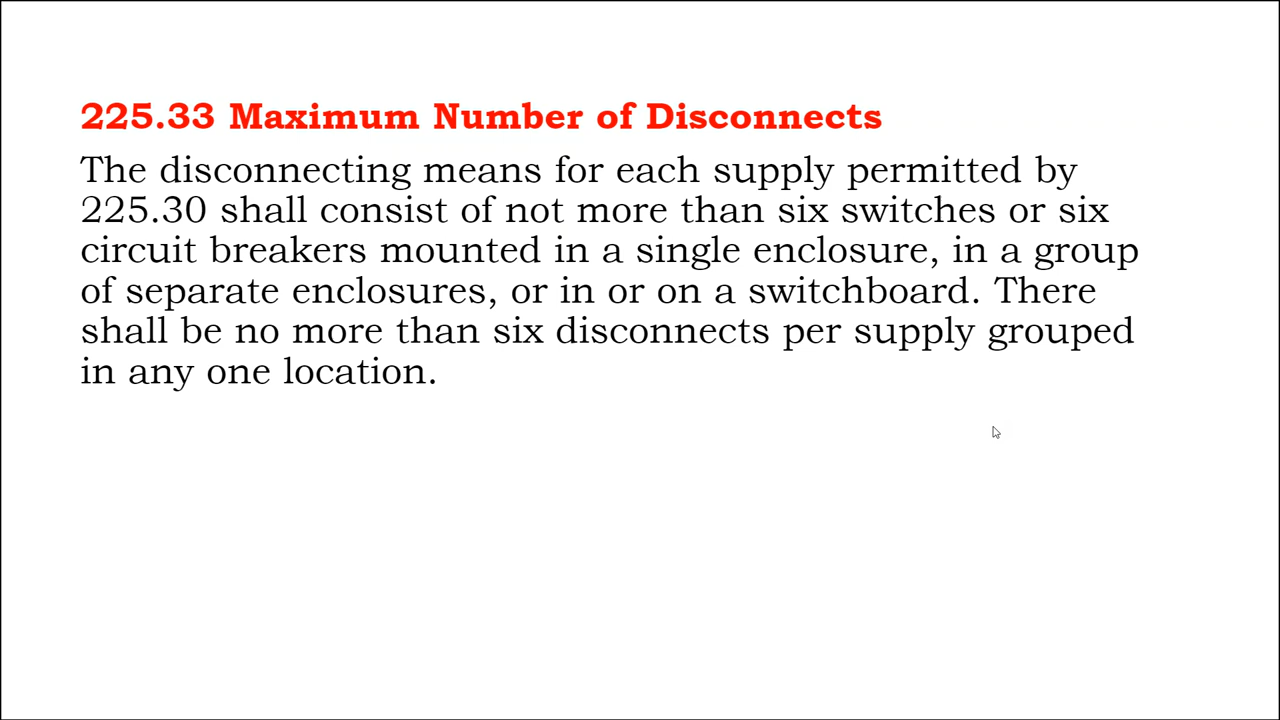 225.33 Maximum Number of Disconnects
The disconnecting means for each supply permitted by
225.30 shall consist of not more than six switches or six
circuit breakers mounted in a single enclosure, in a group
of separate enclosures, or in or on a switchboard. There
shall be no more than six disconnects per supply grouped
in any one location.